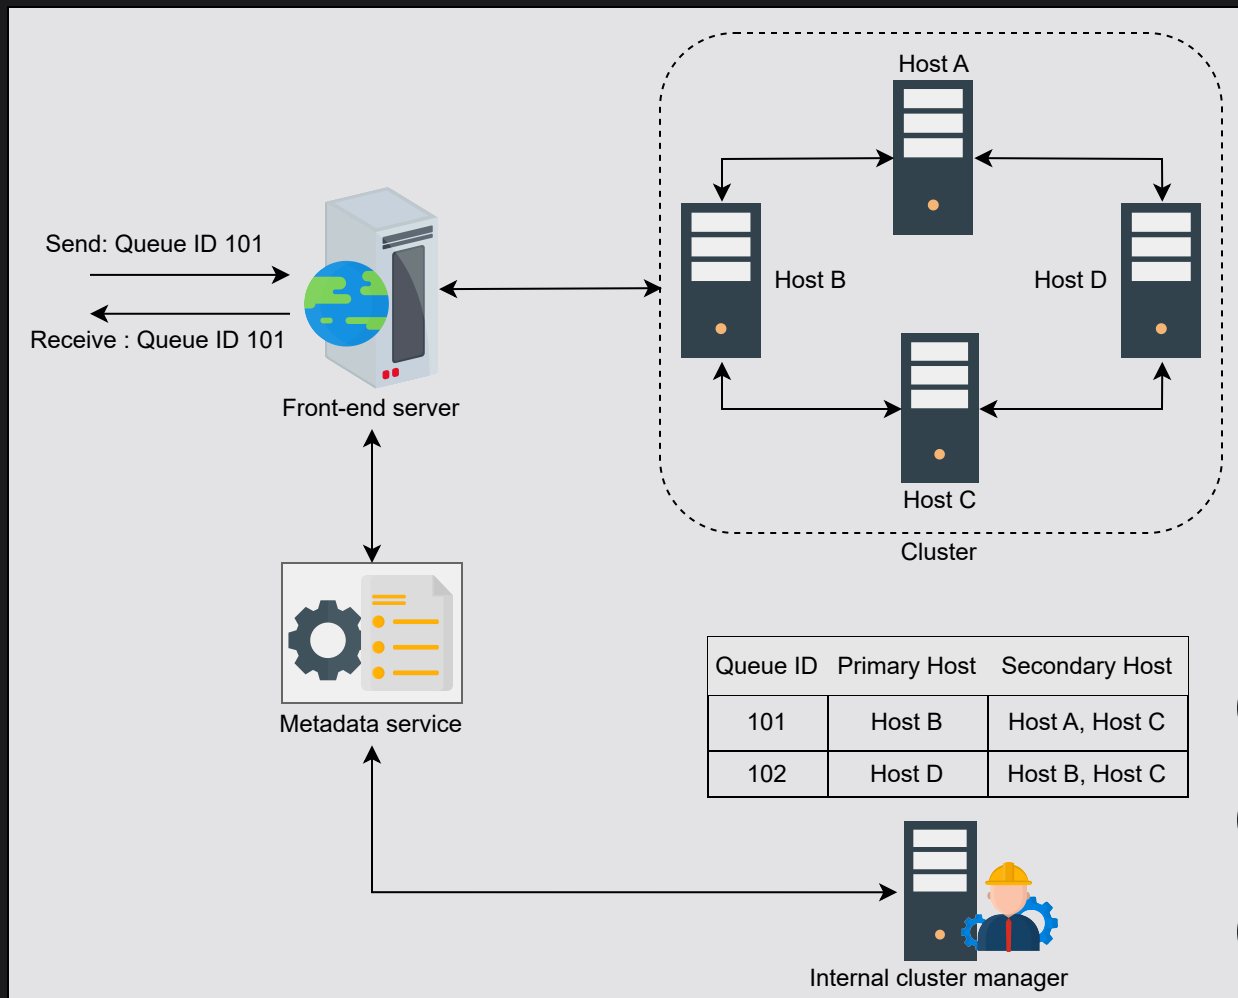 Host A
Send: Queue ID 101
Host B
Host D
Receive : Queue ID 101
Front-end server
Host C
Cluster
Metadata service
Queue ID Primary Host Secondary Host
101 Host B Host A, Host C
102 Host D Host B, Host C
Internal cluster manager